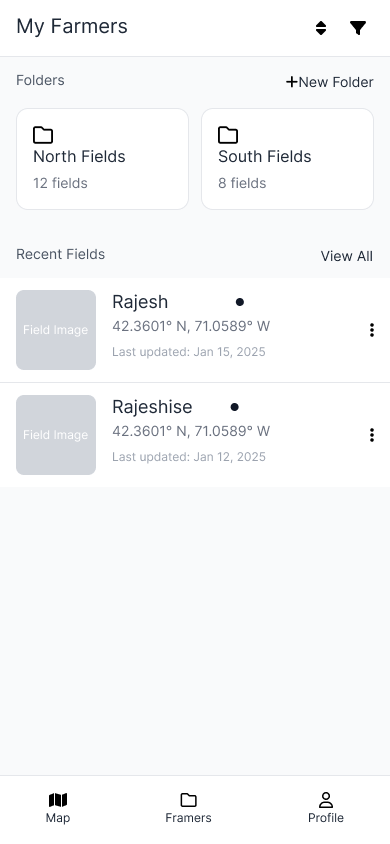 My Farmers
Folders
New Folder
North Fields
12 fields
South Fields
8 fields
Recent Fields
View All
Field Image
Rajesh
42.3601° N, 71.0589° W
Last updated: Jan 15, 2025
Field Image
Rajeshise
42.3601° N, 71.0589° W
Last updated: Jan 12, 2025
Map
Framers
Profile